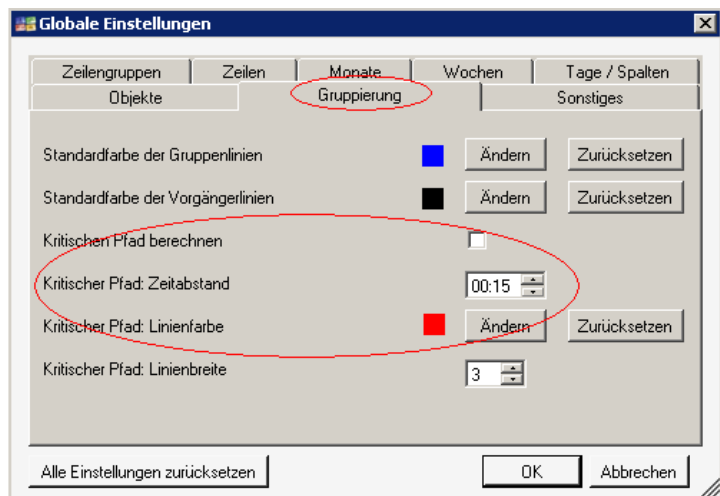 Globale Einstellungen
Zeilengruppen Zeilen Monate Wochen Tage / Spalten
Objekte Gruppierung Sonstiges
Standardfarbe der Gruppenlinien Ändern Zurücksetzen
Standardfarbe der Vorgängerlinien Ändern Zurücksetzen
Kritischen Pfad berechnen
Kritischer Pfad: Zeitabstand 00:15
Kritischer Pfad: Linienfarbe Ändern Zurücksetzen
Kritischer Pfad: Linienbreite 3
Alle Einstellungen zurücksetzen OK Abbrechen